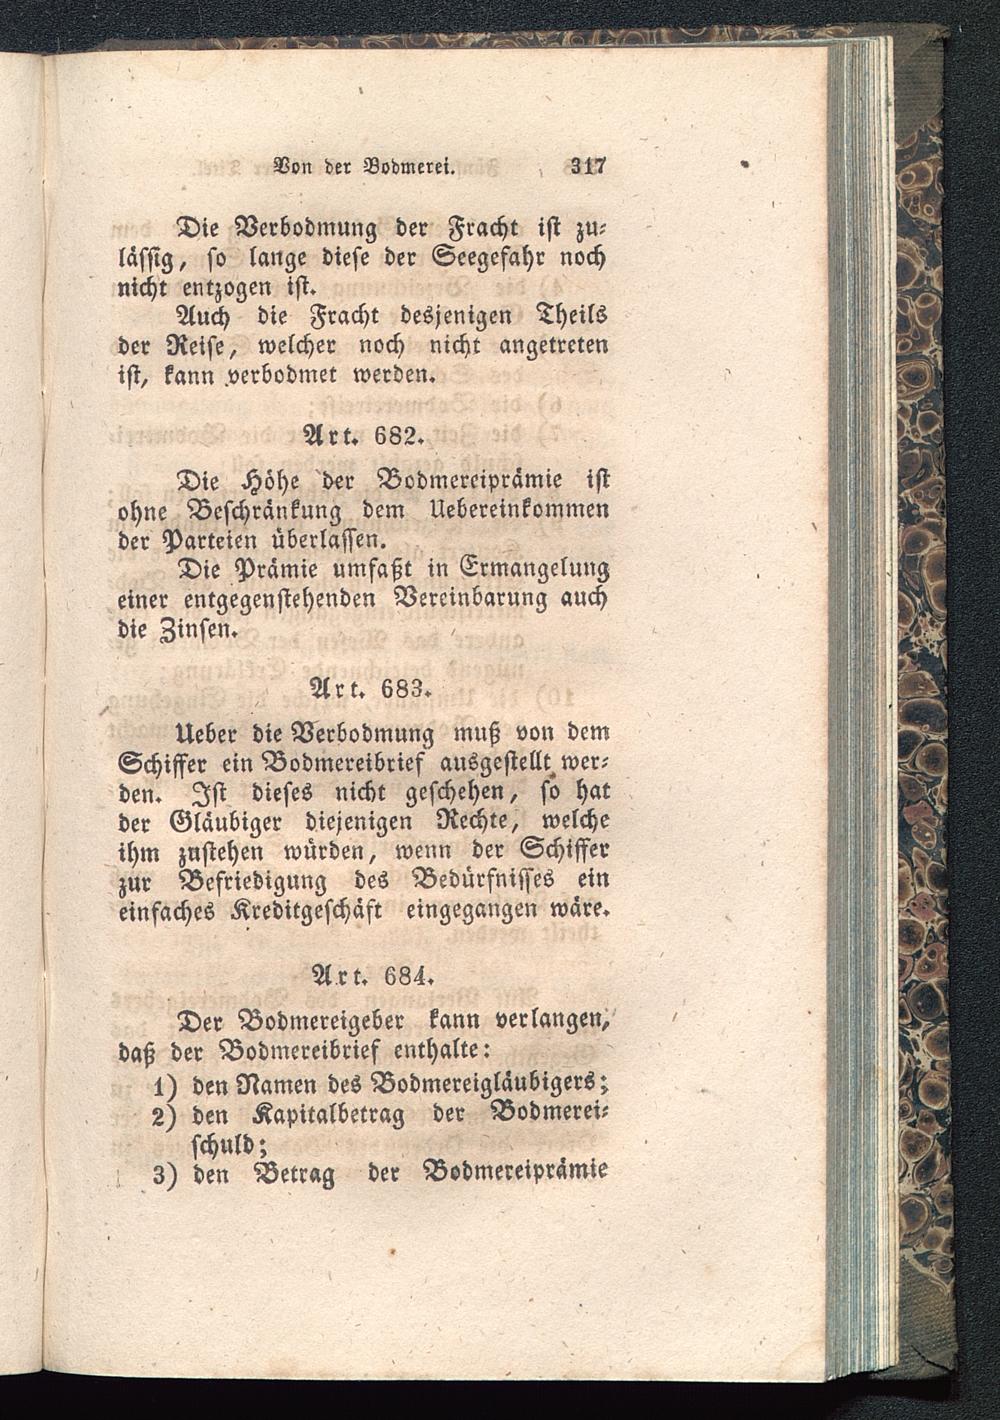 Von der Bodmerei. 317
Die Verbodmung der Fracht ist zu-
lässig, so lange diese der Seegefahr noch
nicht entzogen ist.
Auch die Fracht desjenigen Theils
der Reise, welcher noch nicht angetreten
ist, kann verbodmet werden.
Art. 682.
Die Höhe der Bodmereiprämie ist
ohne Beschränkung dem Uebereinkommen
der Parteien überlassen.
Die Prämie umfaßt in Ermangelung
einer entgegenstehenden Vereinbarung auch
die Zinsen.
Art. 683.
Ueber die Verbodmung muß von dem
Schiffer ein Bodmereibrief ausgestellt wer-
den. Ist dieses nicht geschehen, so hat
der Gläubiger diejenigen Rechte, welche
ihm zustehen würden, wenn der Schiffer
zur Befriedigung des Bedürfnisses ein
einfaches Kreditgeschäft eingegangen wäre.
Art. 684.
Der Bodmereigeber kann verlangen,
daß der Bodmereibrief enthalte:
1) den Namen des Bodmereigläubigers;
2) den Kapitalbetrag der Bodmerei-
schuld;
3) den Betrag der Bodmereiprämie